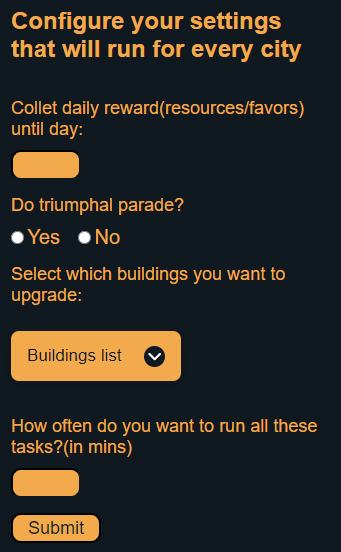 Configure your settings
that will run for every city
Collet daily reward(resources/favors)
until day:
Do triumphal parade?
Yes No
Select which buildings you want to
upgrade:
Buildings list
How often do you want to run all these
tasks?(in mins)
Submit